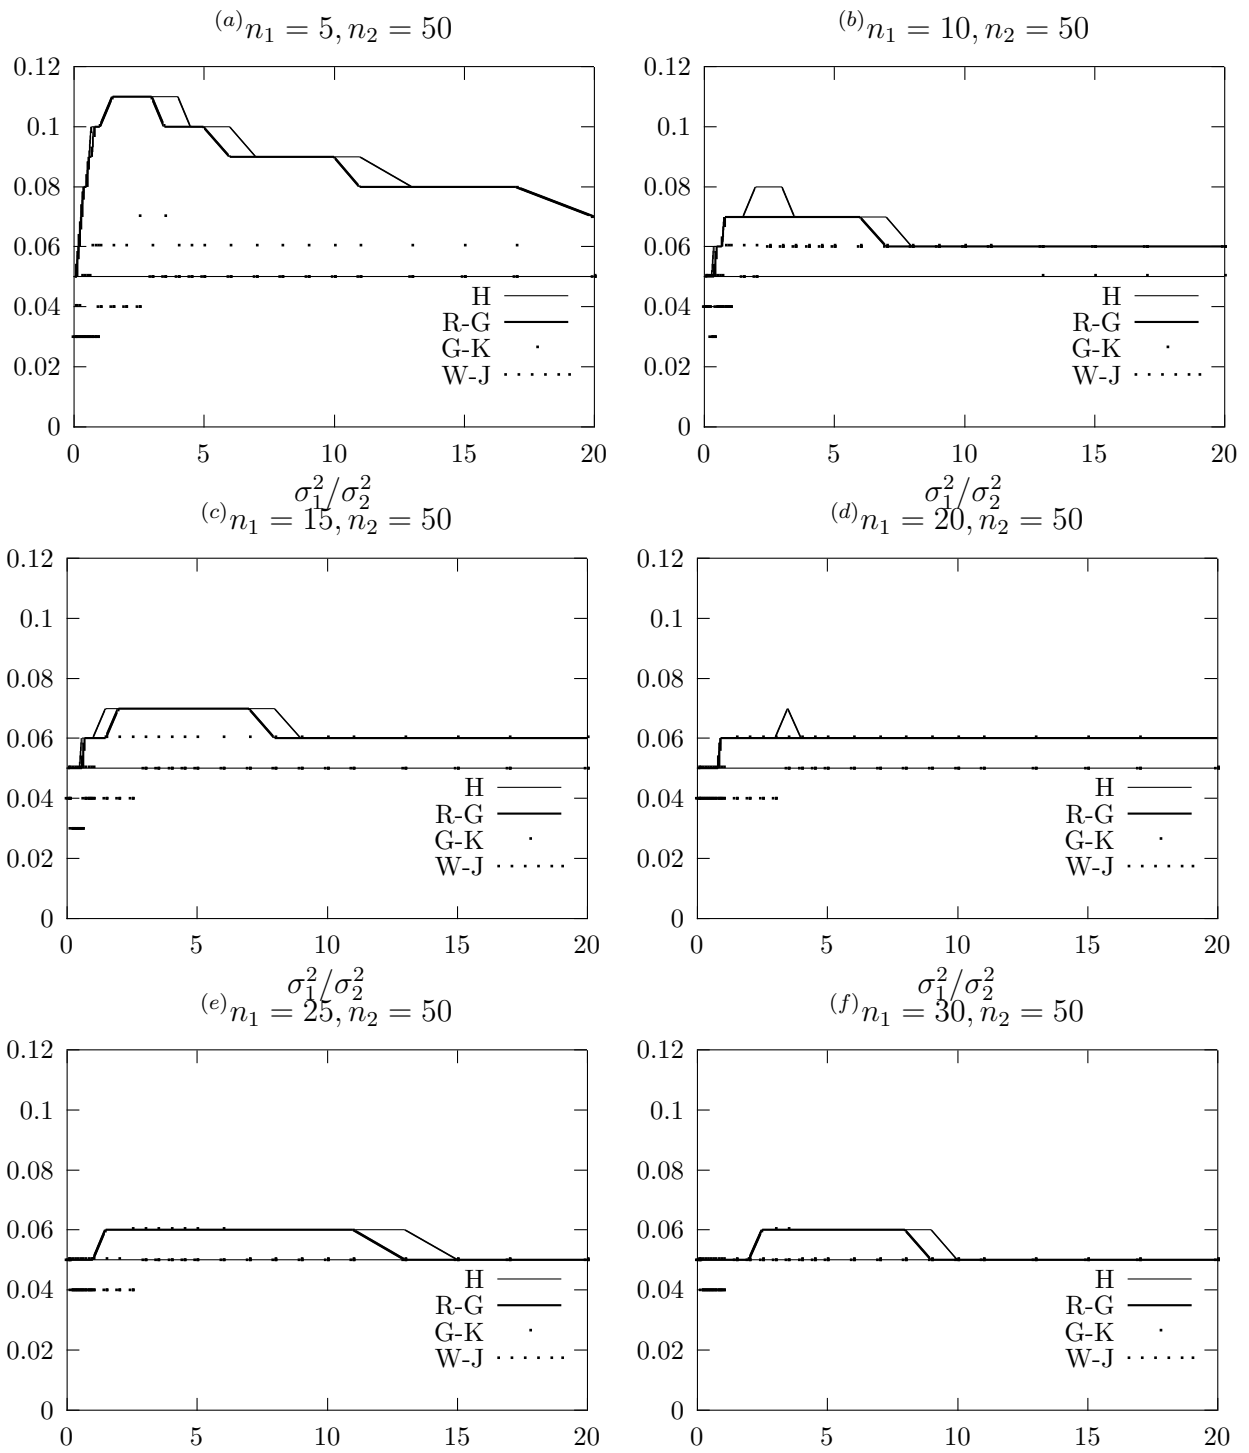 (a) n₁ = 5, n₂ = 50
0.12
0.1
0.08
0.06
0.04
0.02
0
H
R-G
G-K
W-J
0 5 10 15 20
σ₁²/σ₂²
(b) n₁ = 10, n₂ = 50
0.12
0.1
0.08
0.06
0.04
0.02
0
H
R-G
G-K
W-J
0 5 10 15 20
σ₁²/σ₂²
(c) n₁ = 15, n₂ = 50
0.12
0.1
0.08
0.06
0.04
0.02
0
H
R-G
G-K
W-J
0 5 10 15 20
σ₁²/σ₂²
(d) n₁ = 20, n₂ = 50
0.12
0.1
0.08
0.06
0.04
0.02
0
H
R-G
G-K
W-J
0 5 10 15 20
σ₁²/σ₂²
(e) n₁ = 25, n₂ = 50
0.12
0.1
0.08
0.06
0.04
0.02
0
H
R-G
G-K
W-J
0 5 10 15 20
(f) n₁ = 30, n₂ = 50
0.12
0.1
0.08
0.06
0.04
0.02
0
H
R-G
G-K
W-J
0 5 10 15 20